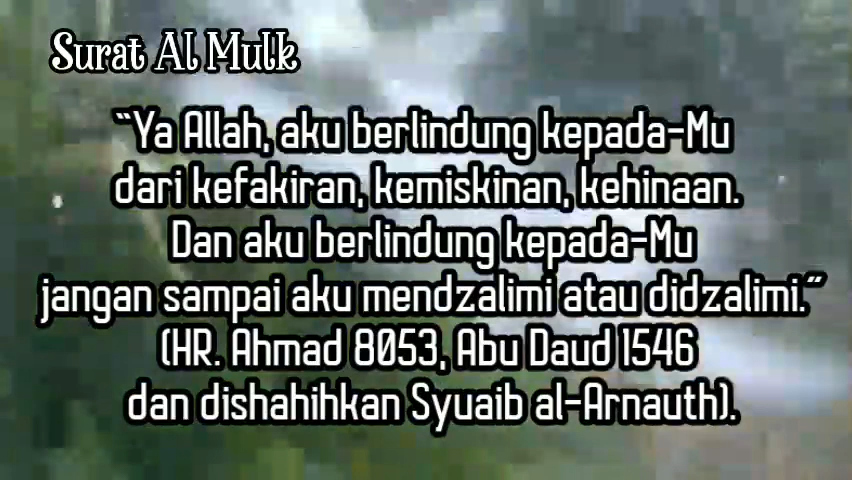 Surat Al Mulk
"Ya Allah, aku berlindung kepada-Mu
dari kefakiran, kemiskinan, kehinaan.
Dan aku berlindung kepada-Mu
jangan sampai aku mendzalimi atau didzalimi."
(HR. Ahmad 8053, Abu Daud 1546
dan dishahihkan Syuaib al-Arnauth).